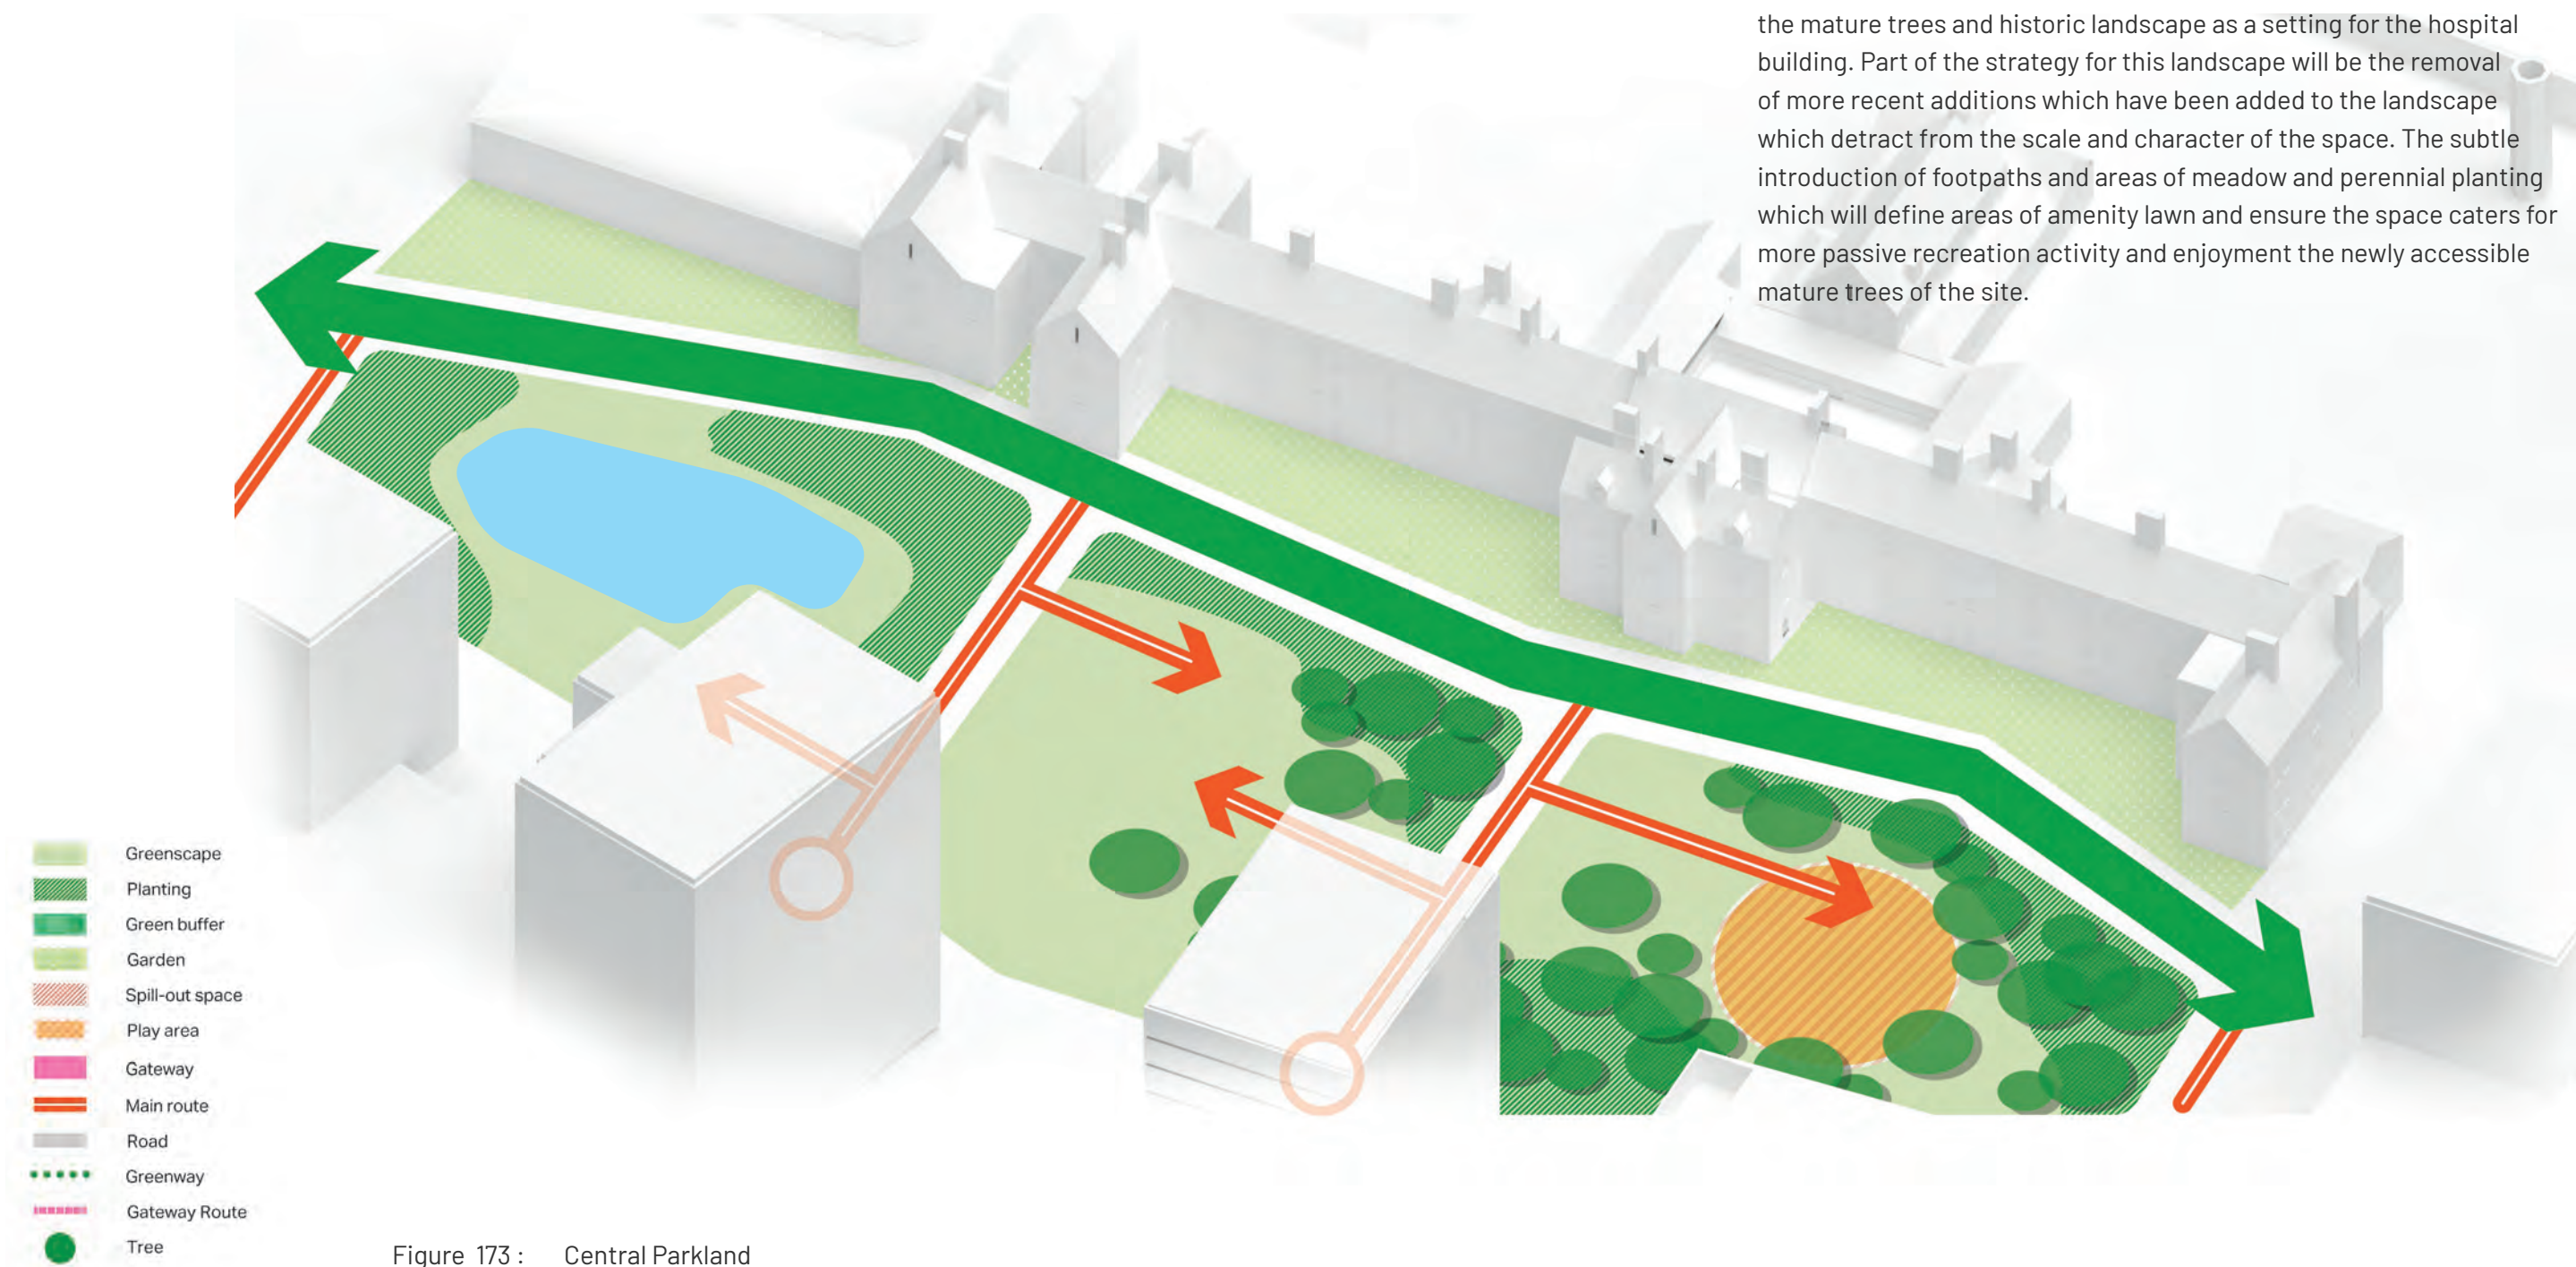 the mature trees and historic landscape as a setting for the hospital
building. Part of the strategy for this landscape will be the removal
of more recent additions which have been added to the landscape
which detract from the scale and character of the space. The subtle
introduction of footpaths and areas of meadow and perennial planting
which will define areas of amenity lawn and ensure the space caters for
more passive recreation activity and enjoyment the newly accessible
mature trees of the site.
Greenscape
Planting
Green buffer
Garden
Spill-out space
Play area
Gateway
Main route
Road
Greenway
Gateway Route
Tree
Figure 173 : Central Parkland